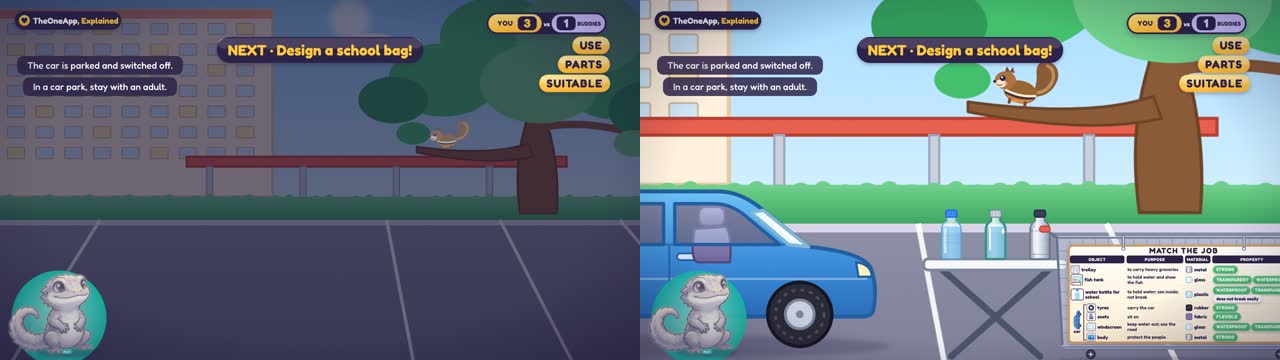 TheOneApp, Explained
YOU 3 vs 1 BUDDIES
NEXT · Design a school bag!
USE
The car is parked and switched off.
PARTS
In a car park, stay with an adult.
SUITABLE
TheOneApp, Explained
YOU 3 vs 1 BUDDIES
NEXT · Design a school bag!
USE
The car is parked and switched off.
PARTS
In a car park, stay with an adult.
SUITABLE
MATCH THE JOB
OBJECT PURPOSE MATERIAL PROPERTY
trolley to carry heavy groceries metal STRONG
fish tank to hold water and show the fish glass TRANSPARENT
water bottle for school to hold water; see inside; not break plastic WATERPROOF
does not break easily
car
tyres carry the car rubber STRONG
seats sit on fabric FLEXIBLE
windscreen keep water out; see the road glass WATERPROOF
body protect the people metal STRONG